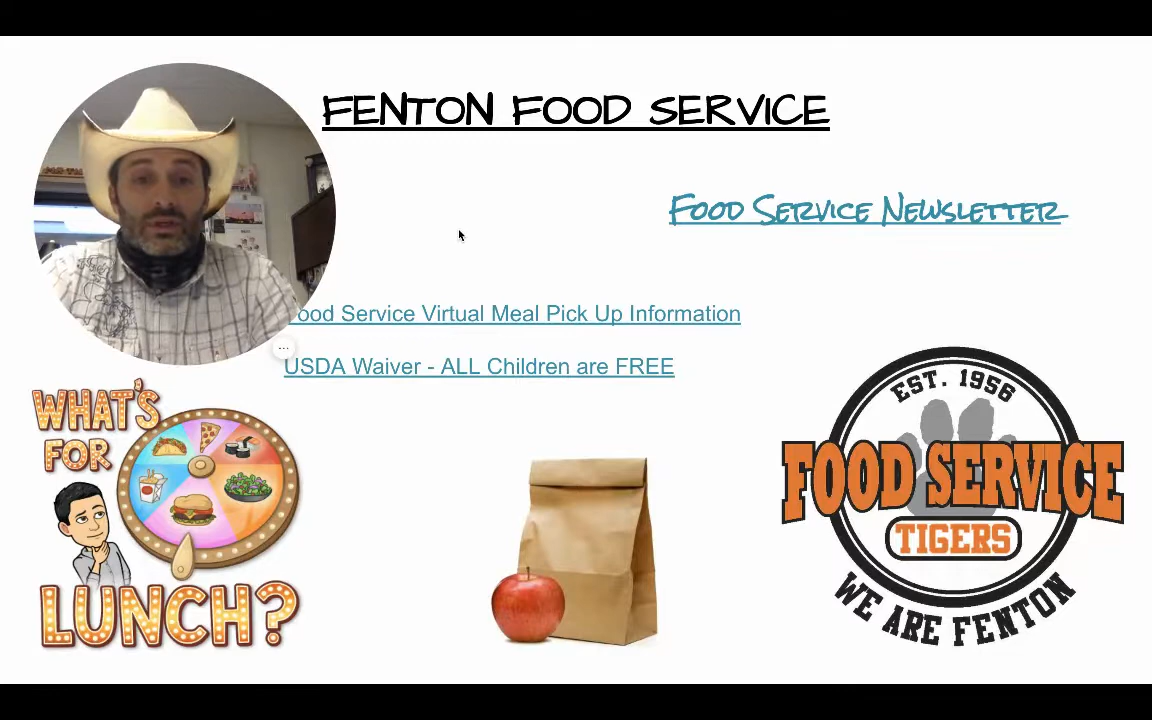 FENTON FOOD SERVICE
Food Service Newsletter
ood Service Virtual Meal Pick Up Information
USDA Waiver - ALL Children are FREE
WHAT'S
FOR
LUNCH?
EST. 1956
FOOD SERVICE
TIGERS
WE ARE FENTON